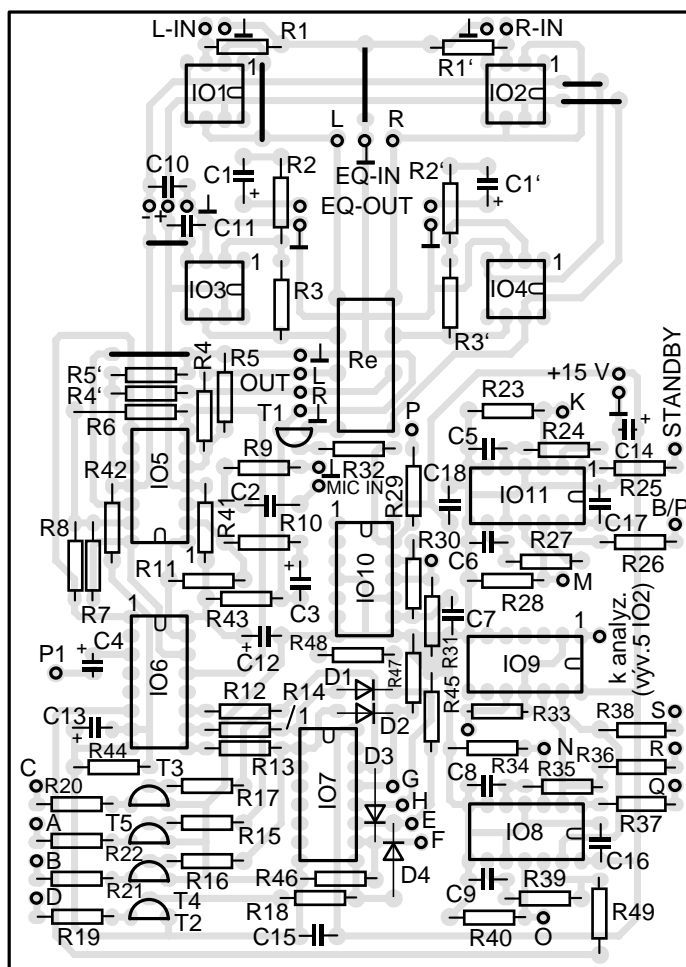 L-IN R1 R-IN
R1'
1 1
IO1 IO2
L R
C10 C1 R2 EQ-IN R2' C1'
+ +
EQ-OUT
- + C11
1 1
IO3 R3 IO4
R3'
Re
R4 R5 +15 V STANDBY
R5' OUT L
R4' R R23 K
R6 T1 P +
C5 R24 C14
R9 R32 C18 1
R42 IO5 MIC IN R29 IO11 R25
C2 B/P
R8 R41 R10 1 R30 C17
1 C6 R27 R26
R11 IO10 R28 M
R7 R43 + C3
1 C7 1
P1 + C4 IO6 R48 R31 IO9 k analyz.
+ C12 R47 (výv.5 IO2)
D1
R12 R14 R45
C13 / 1 D2 R33 R38 S
+ R13 D3 N R
C R44 T3 IO7 C8 R34 R36
R20 R17 G R35 Q
A T5 R15 H R37
R22 E IO8
B R16 F C16
R21 R46 D4
D T4 C9 R39
R19 T2 R18 R49
C15 R40 O